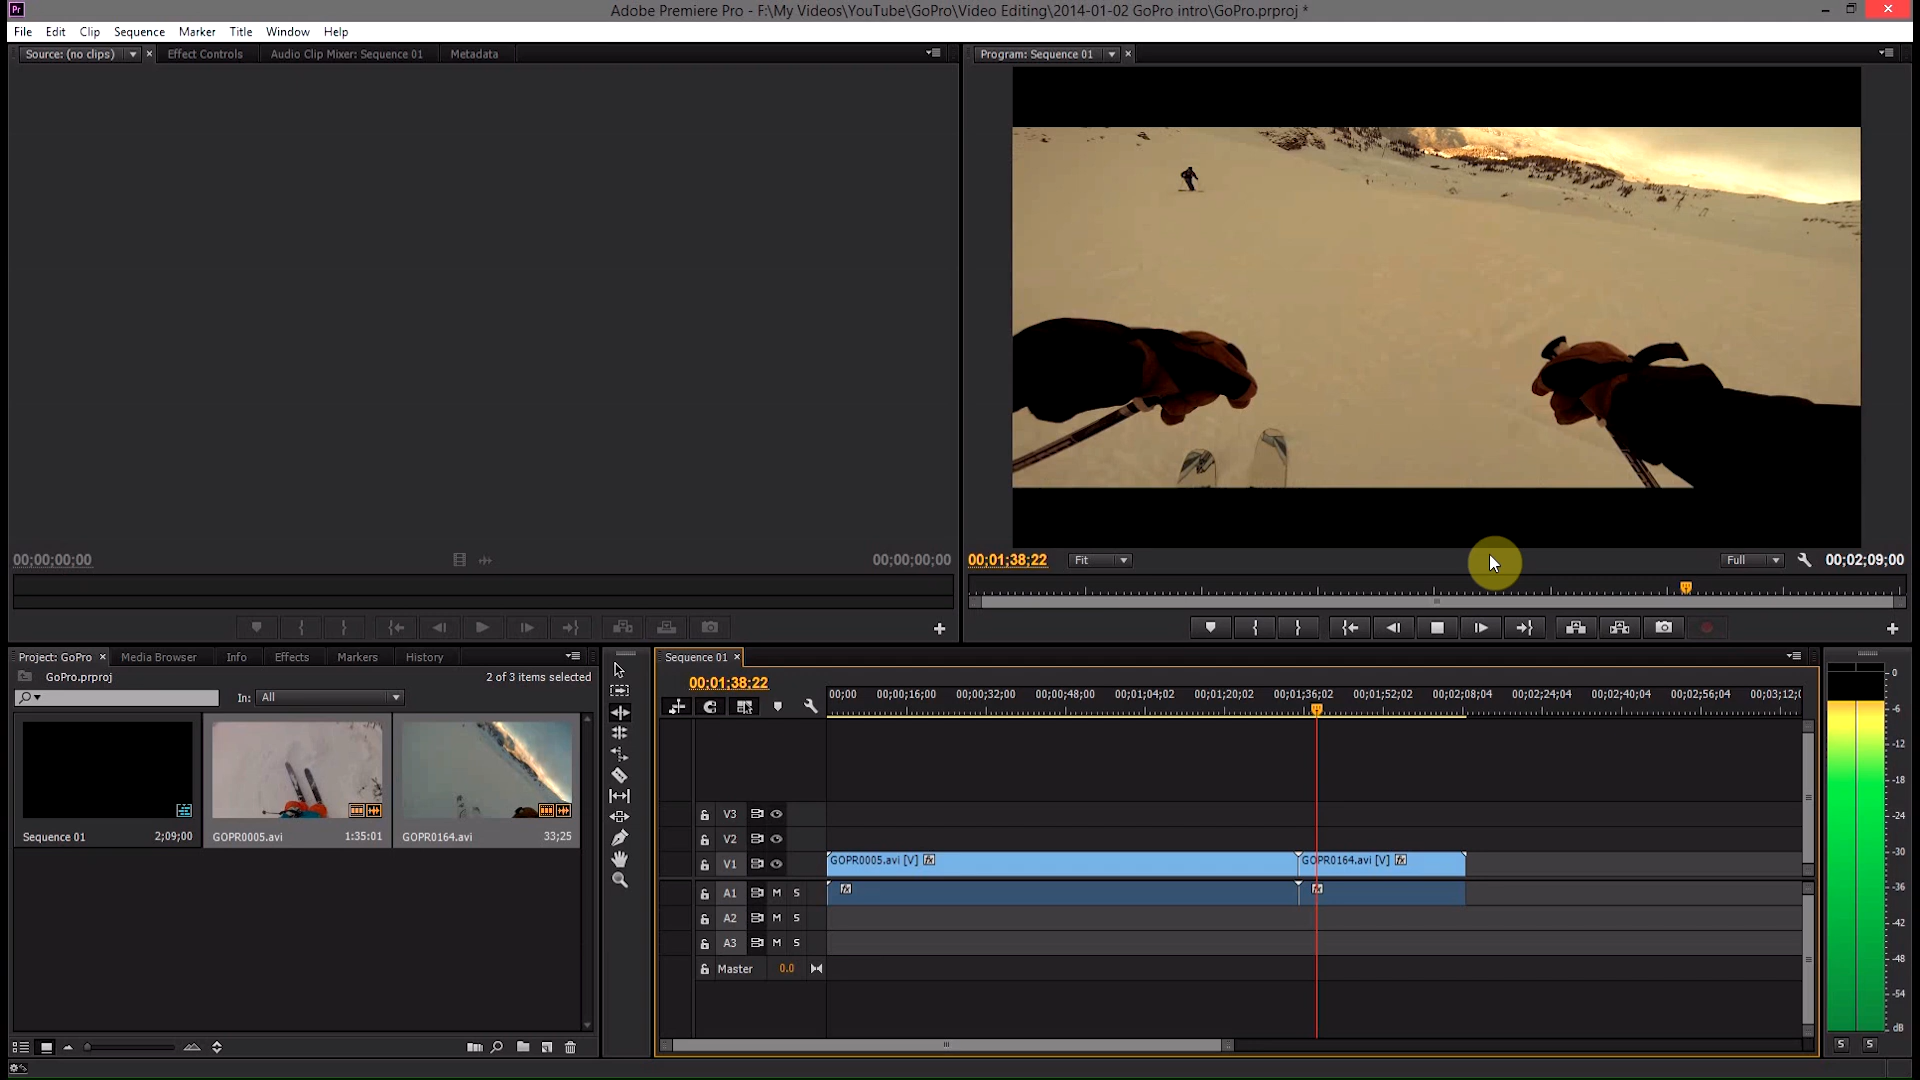 Pr Adobe Premiere Pro - F:\My Videos\YouTube\GoPro\Video Editing\2014-01-02 GoPro intro\GoPro.prproj *
File Edit Clip Sequence Marker Title Window Help
Source: (no clips) Effect Controls Audio Clip Mixer: Sequence 01 Metadata
Program: Sequence 01
00;00;00;00 00;00;00;00
00;01;38;22 Fit Full 00;02;09;00
Project: GoPro Media Browser Info Effects Markers History
GoPro.prproj 2 of 3 items selected
In: All
Sequence 01 2;09;00
GOPR0005.avi 1:35:01
GOPR0164.avi 33;25
Sequence 01
00;01;38;22
00;00 00;00;16;00 00;00;32;00 00;00;48;00 00;01;04;02 00;01;20;02 00;01;36;02 00;01;52;02 00;02;08;04 00;02;24;04 00;02;40;04 00;02;56;04 00;03;12;0
V3
V2
V1 GOPR0005.avi [V] fx GOPR0164.avi [V] fx
A1 M S fx fx
A2 M S
A3 M S
Master 0.0
0
-6
-12
-18
-24
-30
-36
-42
-48
-54
dB
S S